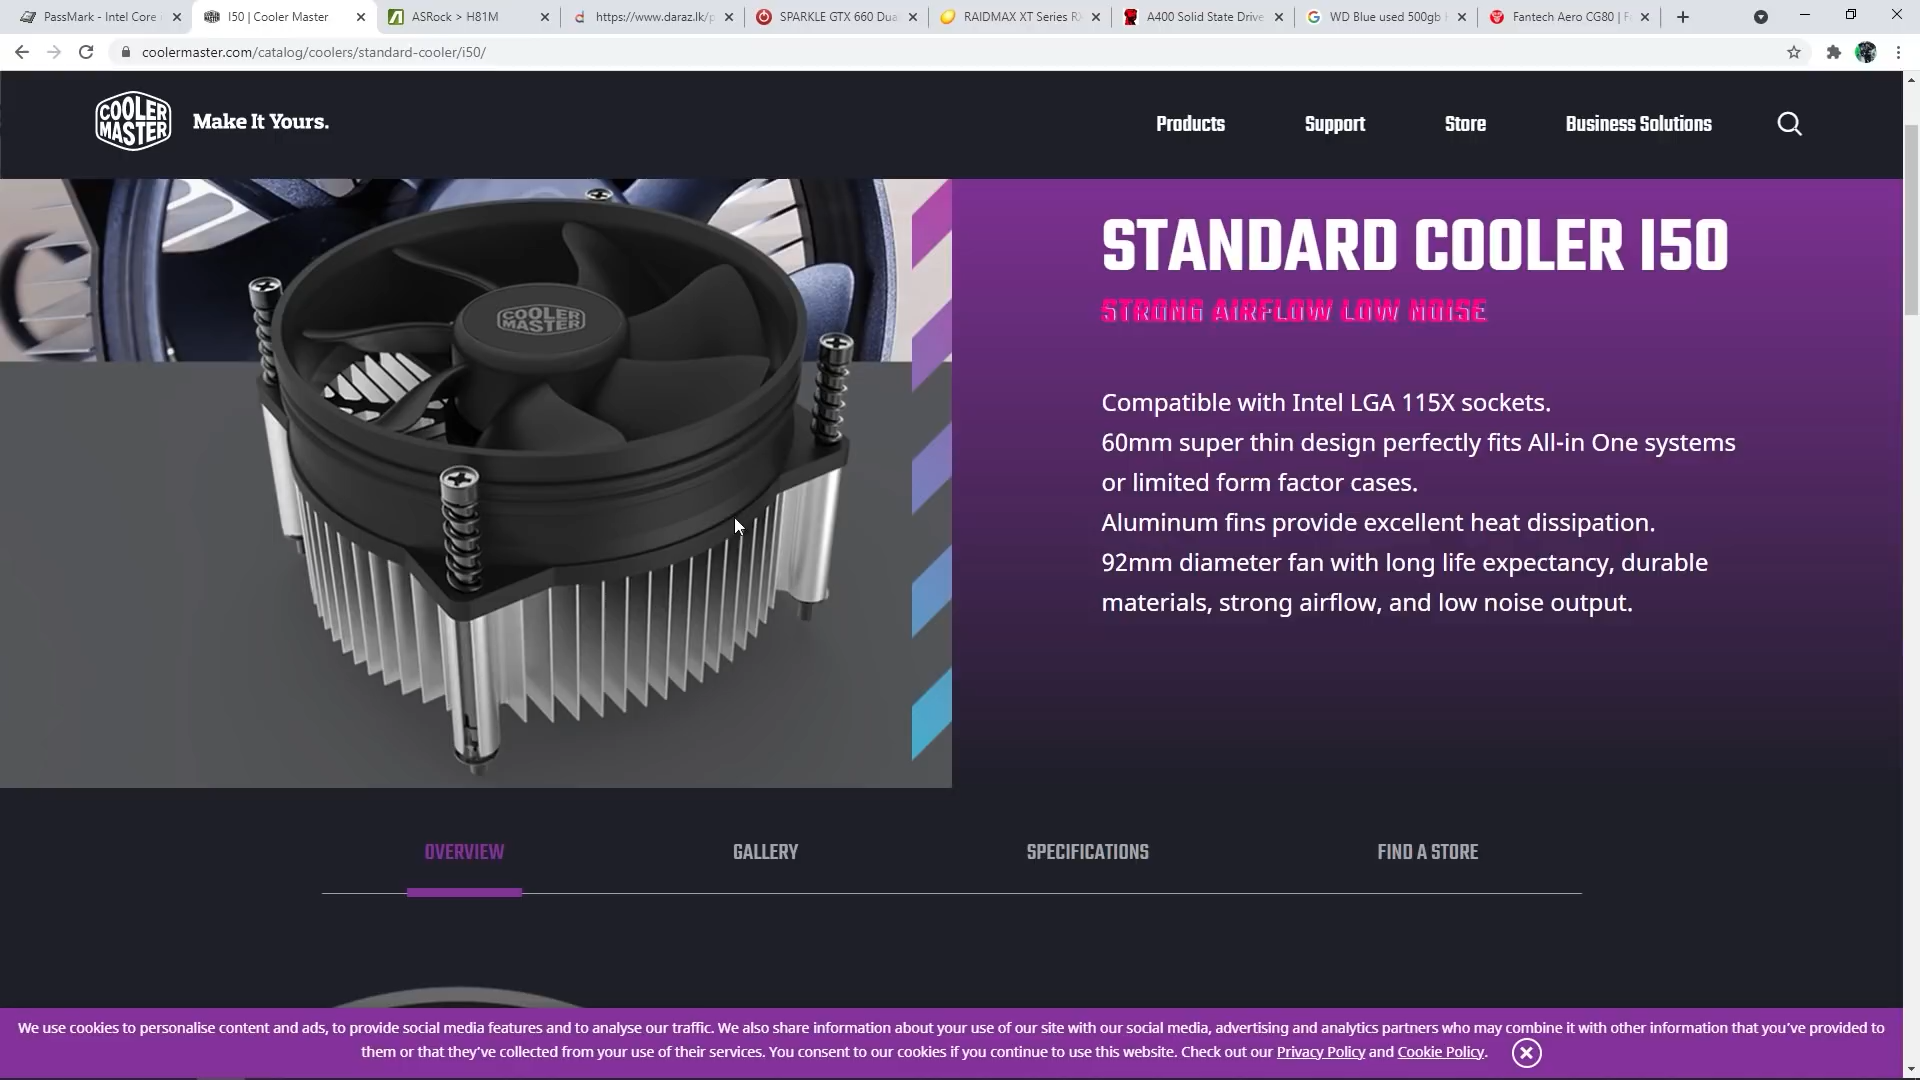 PassMark - Intel Core
I50 | Cooler Master
ASRock > H81M
https://www.daraz.lk/p
SPARKLE GTX 660 Dua
RAIDMAX XT Series R
A400 Solid State Drive
WD Blue used 500gb
Fantech Aero CG80 | F
coolermaster.com/catalog/coolers/standard-cooler/i50/
COOLER
MASTER
Make It Yours.
Products
Support
Store
Business Solutions
COOLER
MASTER
STANDARD COOLER I50
STRONG AIRFLOW LOW NOISE
Compatible with Intel LGA 115X sockets.
60mm super thin design perfectly fits All-in One systems
or limited form factor cases.
Aluminum fins provide excellent heat dissipation.
92mm diameter fan with long life expectancy, durable
materials, strong airflow, and low noise output.
OVERVIEW
GALLERY
SPECIFICATIONS
FIND A STORE
We use cookies to personalise content and ads, to provide social media features and to analyse our traffic. We also share information about your use of our site with our social media, advertising and analytics partners who may combine it with other information that you've provided to
them or that they've collected from your use of their services. You consent to our cookies if you continue to use this website. Check out our Privacy Policy and Cookie Policy.